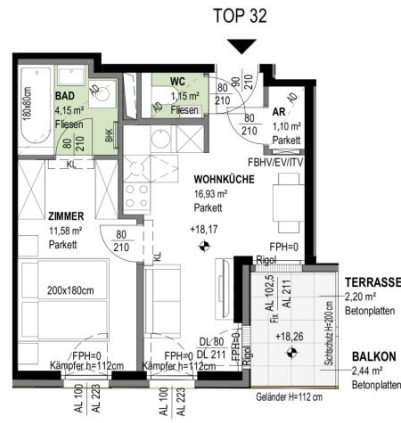 TOP 32
180x80cm
BAD
4,15 m²
Fliesen
80
210
BHK
KL
WC
1,15 m²
Fliesen
AD
AD
80
210
90
210
80
210
AR
1,10 m²
Parkett
AD
FBHV/EV/ITV
WOHNKÜCHE
16,93 m²
Parkett
+18,17
ZIMMER
11,58 m²
Parkett
80
210
KL
200x180cm
FPH=0
Rigol
AL 102,5
AL 211
Fix
TERRASSE
2,20 m²
Betonplatten
Sichtschutz H=200 cm
+18,26
DL 80
DL 211
FPH=0
Rigol
BALKON
2,44 m²
Betonplatten
FPH=0
Kämpfer h=112cm
FPH=0
Kämpfer h=112cm
Geländer H=112 cm
AL 100
AL 223
AL 100
AL 223